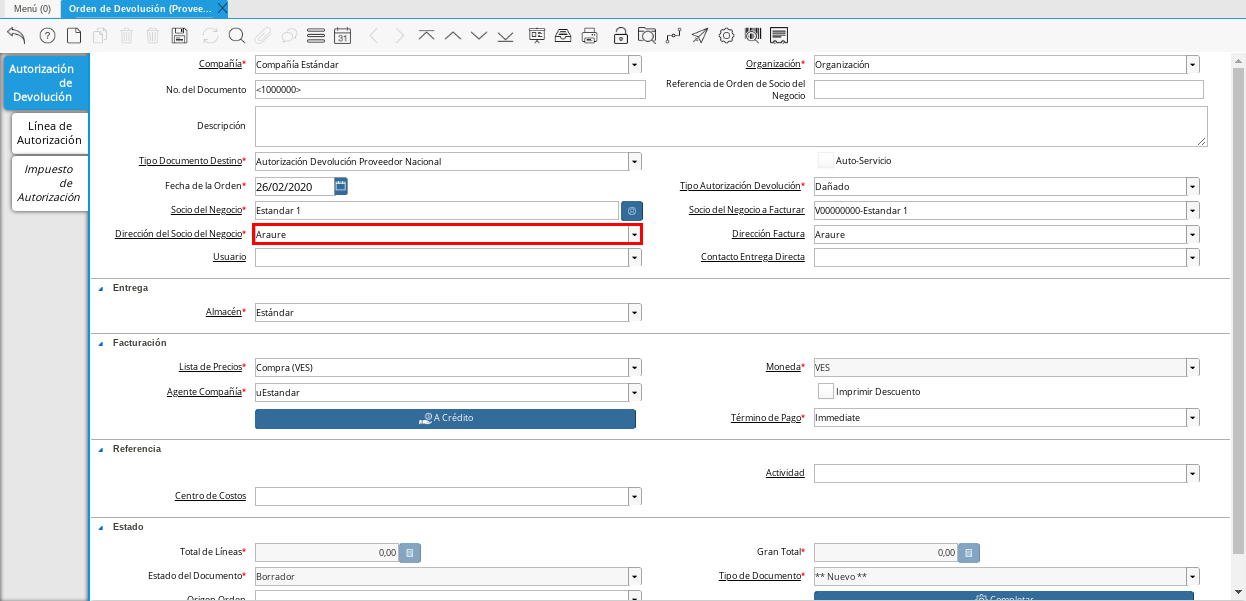 Menú (0)
Orden de Devolución (Provee...
31
Autorización
de
Devolución
Línea de
Autorización
Impuesto
de
Autorización
Compañía* Compañía Estándar
Organización* Organización
No. del Documento <1000000>
Referencia de Orden de Socio del
Negocio
Descripción
Tipo Documento Destino* Autorización Devolución Proveedor Nacional
Auto-Servicio
Fecha de la Orden* 26/02/2020
Tipo Autorización Devolución* Dañado
Socio del Negocio* Estandar 1
Socio del Negocio a Facturar V00000000-Estandar 1
Dirección del Socio del Negocio* Araure
Dirección Factura Araure
Usuario
Contacto Entrega Directa
Entrega
Almacén* Estándar
Facturación
Lista de Precios* Compra (VES)
Moneda* VES
Agente Compañía* uEstandar
Imprimir Descuento
A Crédito
Término de Pago* Immediate
Referencia
Actividad
Centro de Costos
Estado
Total de Líneas* 0,00
Gran Total* 0,00
Estado del Documento* Borrador
Tipo de Documento* ** Nuevo **
Origen Orden
Completar